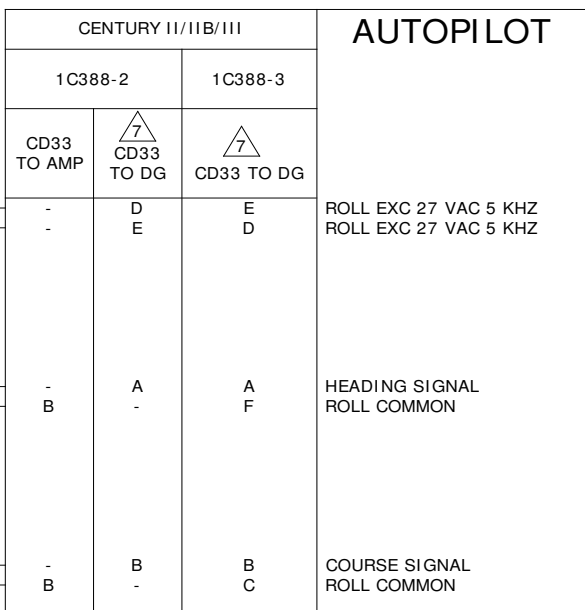 CENTURY II/IIB/III AUTOPILOT
1C388-2 1C388-3
CD33 TO AMP
7 CD33 TO DG
7 CD33 TO DG
- D E ROLL EXC 27 VAC 5 KHZ
- E D ROLL EXC 27 VAC 5 KHZ
- A A HEADING SIGNAL
B - F ROLL COMMON
- B B COURSE SIGNAL
B - C ROLL COMMON